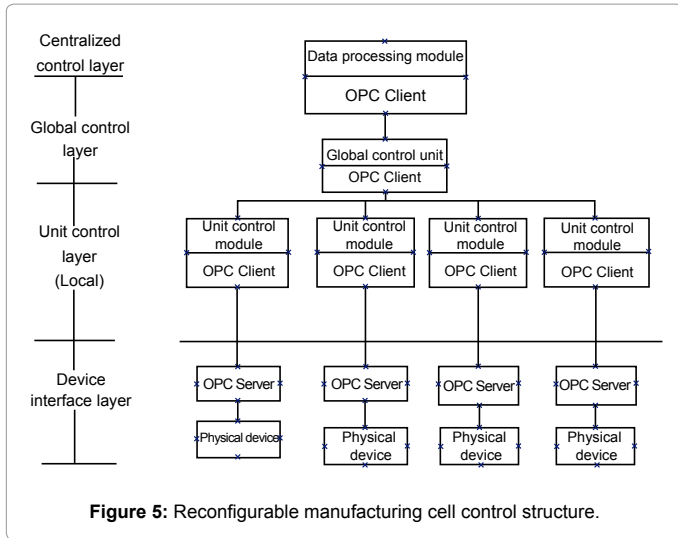 Centralized
control layer
Data processing module
OPC Client
Global control
layer
Global control unit
OPC Client
Unit control
layer
(Local)
Unit control
module
OPC Client
Unit control
module
OPC Client
Unit control
module
OPC Client
Unit control
module
OPC Client
Device
interface layer
OPC Server
OPC Server
OPC Server
OPC Server
Physical device
Physical
device
Physical
device
Physical
device
Figure 5: Reconfigurable manufacturing cell control structure.